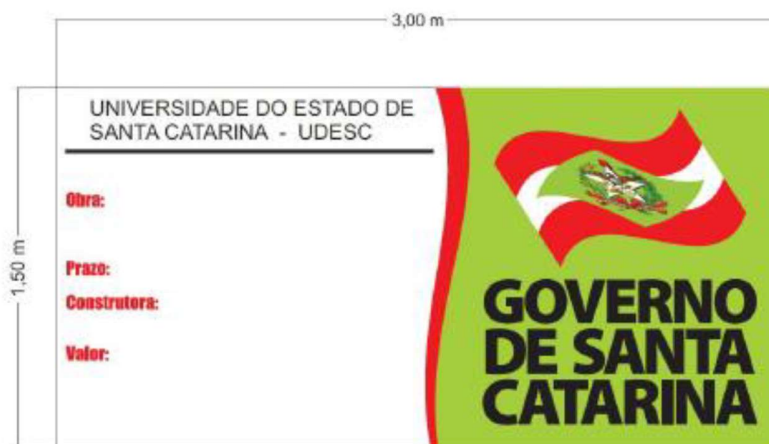 3,00 m
UNIVERSIDADE DO ESTADO DE
SANTA CATARINA - UDESC
Obra:
Prazo:
Construtora:
Valor:
1,50 m
GOVERNO
DE SANTA
CATARINA